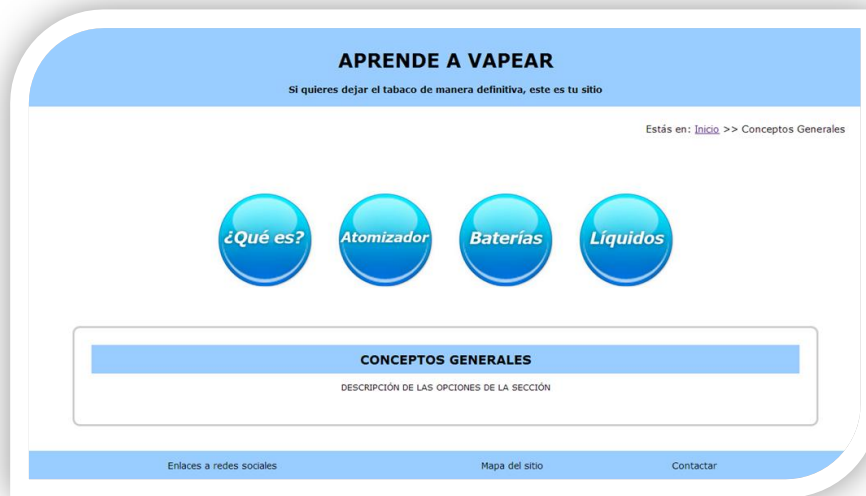 APRENDE A VAPEAR
Si quieres dejar el tabaco de manera definitiva, este es tu sitio
Estás en: Inicio >> Conceptos Generales
¿Qué es?
Atomizador
Baterías
Líquidos
CONCEPTOS GENERALES
DESCRIPCIÓN DE LAS OPCIONES DE LA SECCIÓN
Enlaces a redes sociales
Mapa del sitio
Contactar